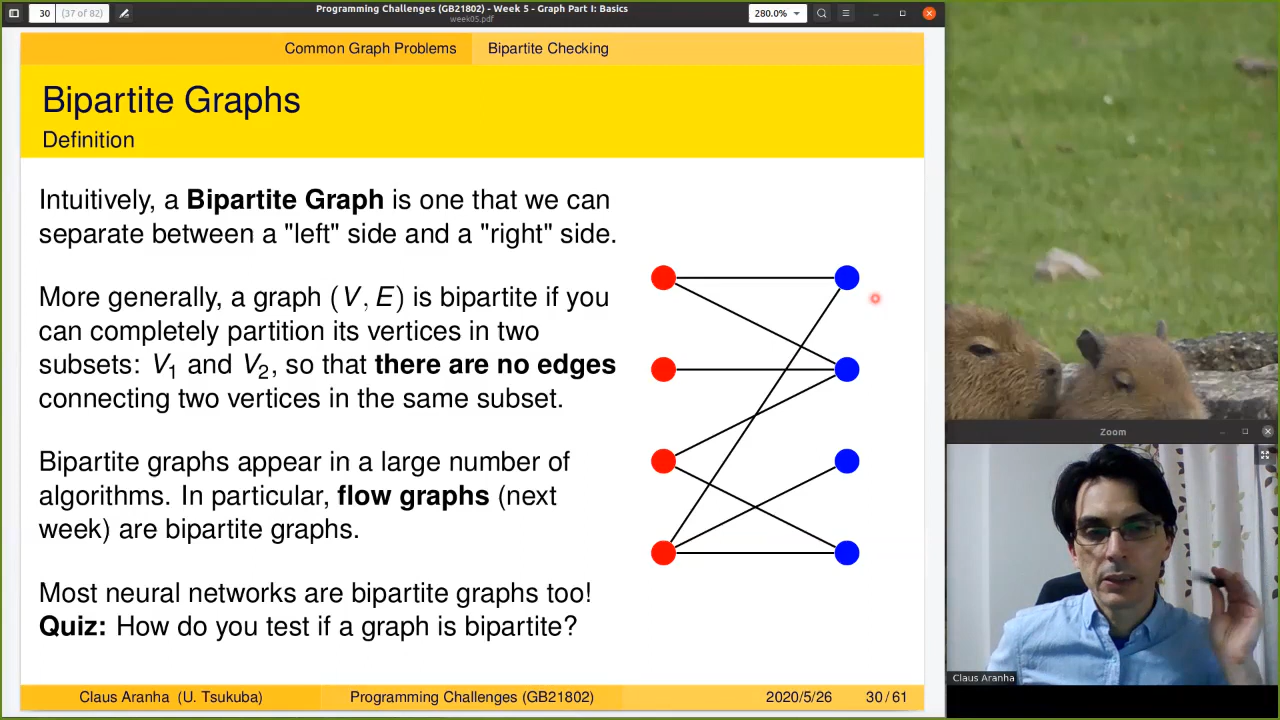 30 (37 of 82)
Programming Challenges (GB21802) - Week 5 - Graph Part I: Basics
week05.pdf
280.0%
Common Graph Problems Bipartite Checking
Bipartite Graphs
Definition
Intuitively, a Bipartite Graph is one that we can
separate between a "left" side and a "right" side.
More generally, a graph (V, E) is bipartite if you
can completely partition its vertices in two
subsets: V₁ and V₂, so that there are no edges
connecting two vertices in the same subset.
Bipartite graphs appear in a large number of
algorithms. In particular, flow graphs (next
week) are bipartite graphs.
Most neural networks are bipartite graphs too!
Quiz: How do you test if a graph is bipartite?
Claus Aranha (U. Tsukuba) Programming Challenges (GB21802) 2020/5/26 30 / 61
Zoom
Claus Aranha